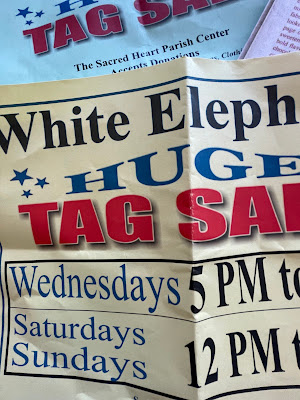 HUGE
TAG SA
The Sacred Heart Parish Center
Accepts Donations
White Eleph
HUGE
TAG SA
Wednesdays 5 PM to
Saturdays
Sundays
12 PM t